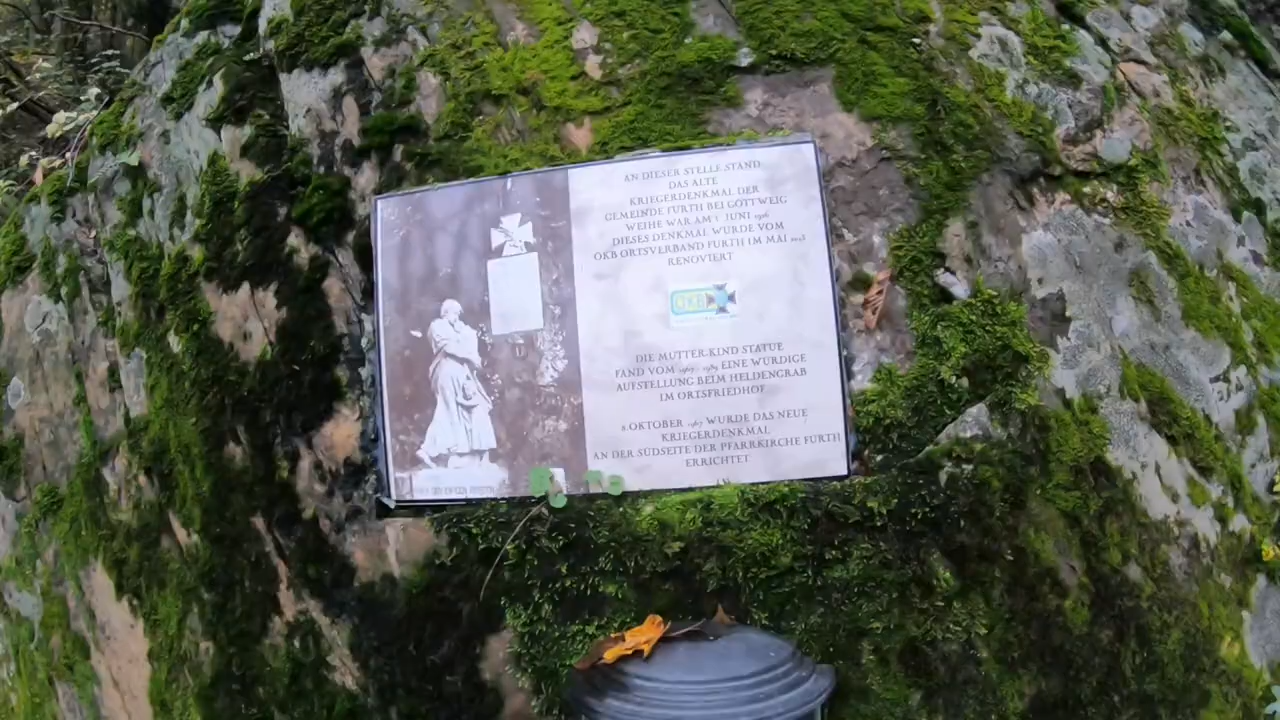 AN DIESER STELLE STAND
DAS ALTE
KRIEGERDENKMAL DER
GEMEINDE FURTH BEI GÖTTWEIG
WEIHE WAR AM JUNI
DIESES DENKMAL WURDE VOM
OKB ORTSVERBAND FURTH IM MAI
RENOVIERT
ÖKB
DIE MUTTER-KIND STATUE
FAND VOM EINE WÜRDIGE
AUFSTELLUNG BEIM HELDENGRAB
IM ORTSFRIEDHOF
8.OKTOBER 1967 WURDE DAS NEUE
KRIEGERDENKMAL
AN DER SÜDSEITE DER PFARRKIRCHE FURTH
ERRICHTET